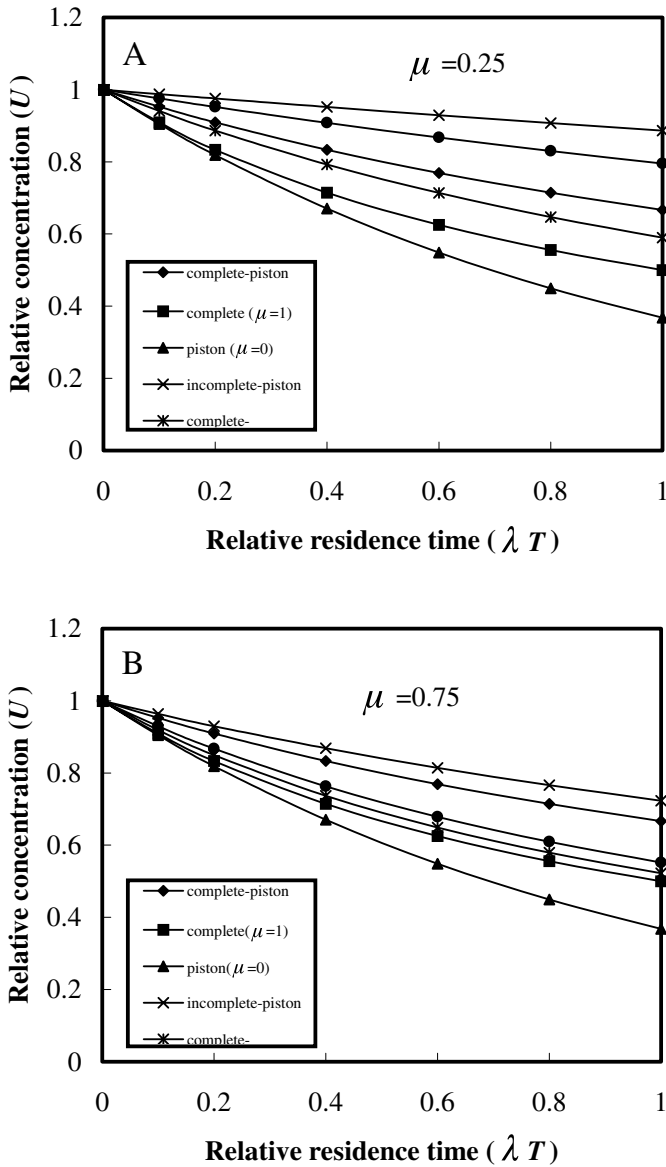 A
μ =0.25
Relative concentration (U)
1.2
1
0.8
0.6
0.4
0.2
0
complete-piston
complete (μ=1)
piston (μ=0)
incomplete-piston
complete-
0 0.2 0.4 0.6 0.8 1
Relative residence time ( λ T )
B
μ =0.75
Relative concentration (U)
1.2
1
0.8
0.6
0.4
0.2
0
complete-piston
complete(μ=1)
piston(μ=0)
incomplete-piston
complete-
0 0.2 0.4 0.6 0.8 1
Relative residence time ( λ T )